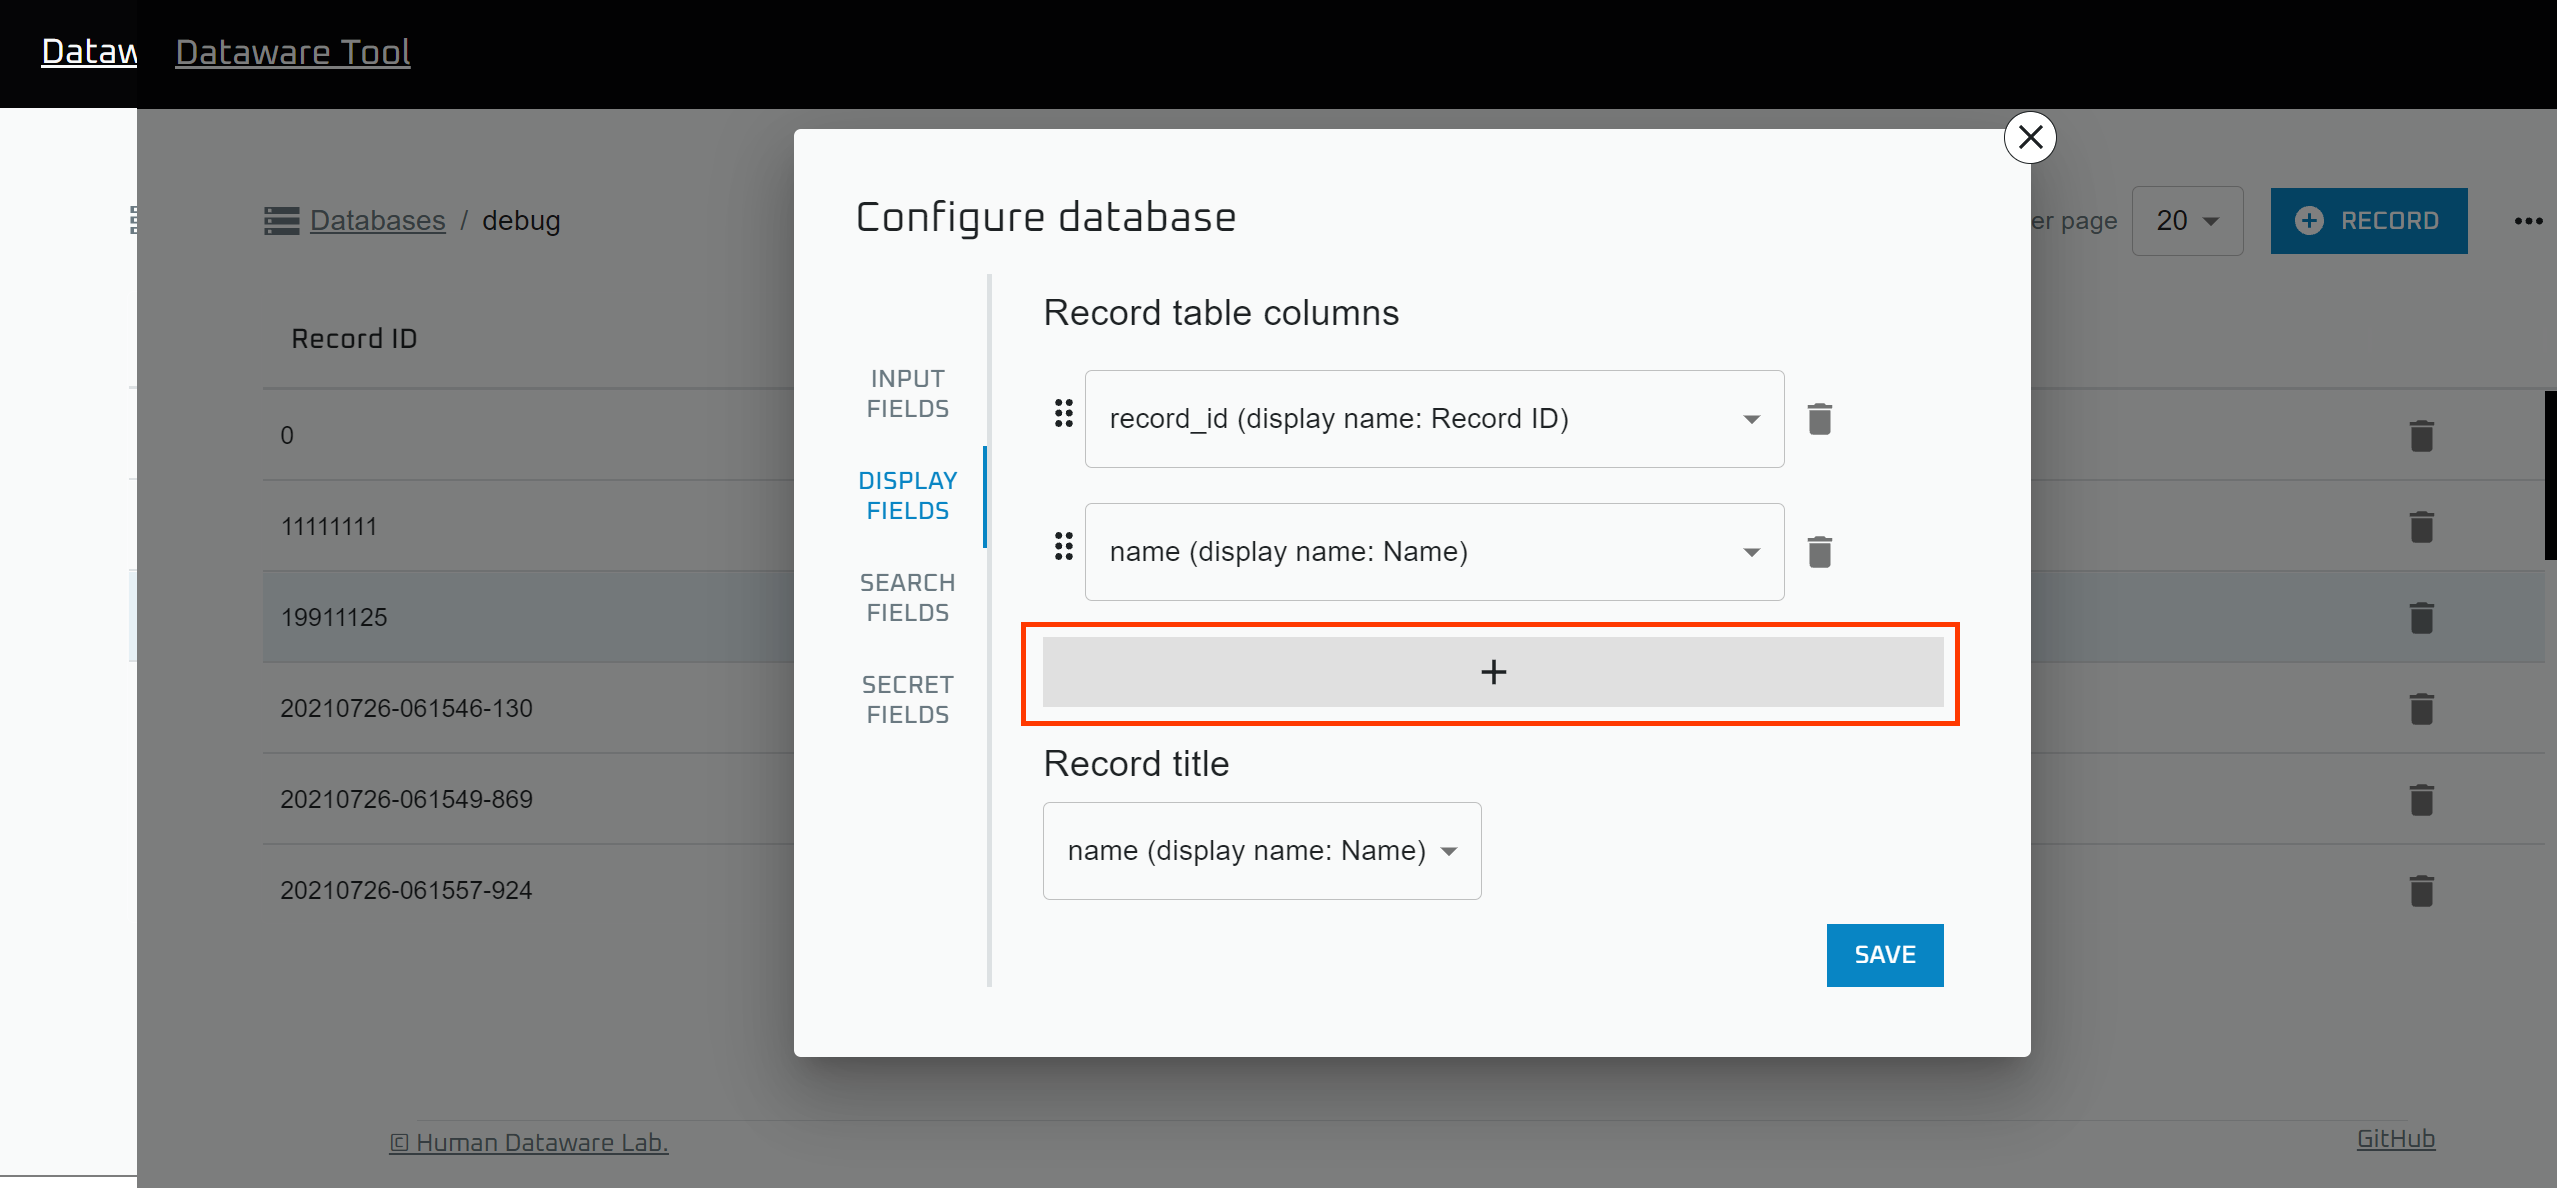 Dataw
Dataware Tool
Databases / debug
er page
20
RECORD
Record ID
0
11111111
19911125
20210726-061546-130
20210726-061549-869
20210726-061557-924
Configure database
INPUT
FIELDS
DISPLAY
FIELDS
SEARCH
FIELDS
SECRET
FIELDS
Record table columns
record_id (display name: Record ID)
name (display name: Name)
+
Record title
name (display name: Name)
SAVE
© Human Dataware Lab.
GitHub